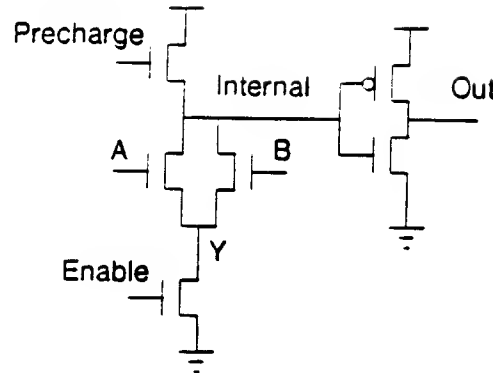 Precharge
Internal
Out
A
B
Y
Enable